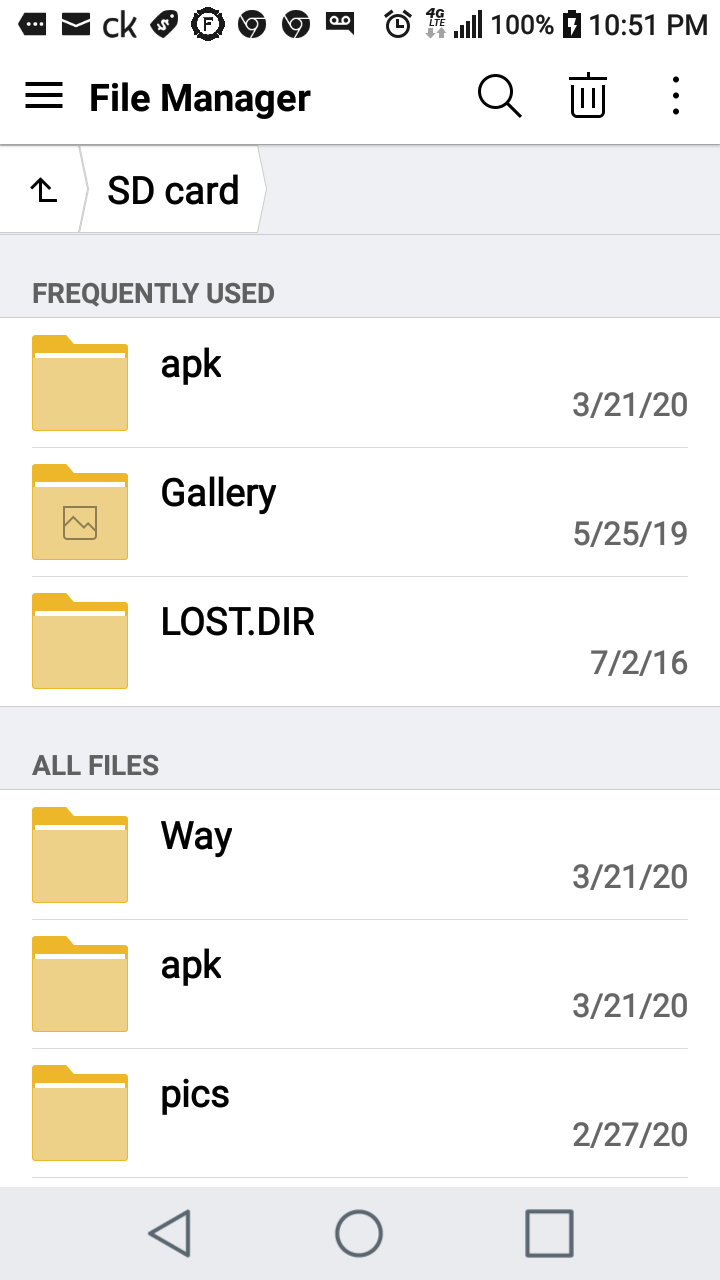 ck $ F 4G LTE 100% 10:51 PM
File Manager
SD card
FREQUENTLY USED
apk
3/21/20
Gallery
5/25/19
LOST.DIR
7/2/16
ALL FILES
Way
3/21/20
apk
3/21/20
pics
2/27/20